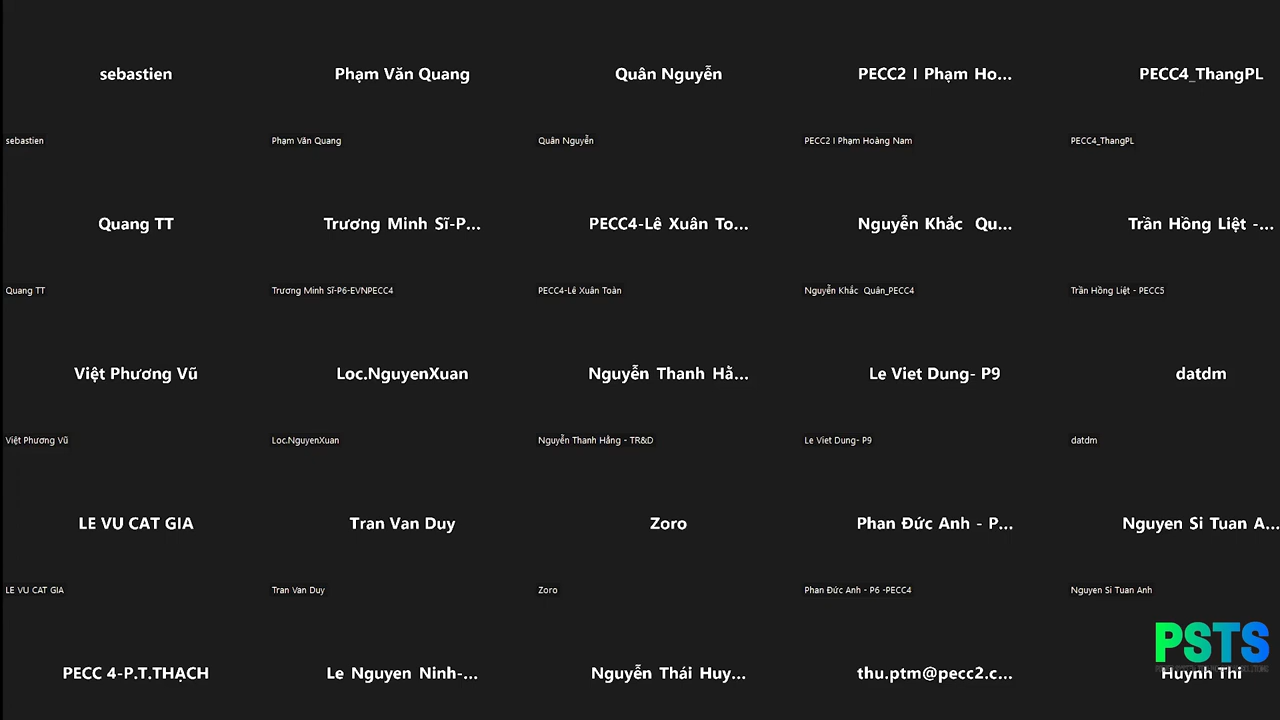 sebastien
Phạm Văn Quang
Quân Nguyễn
PECC2 I Phạm Ho...
PECC4_ThangPL
sebastien
Phạm Văn Quang
Quân Nguyễn
PECC2 I Phạm Hoàng Nam
PECC4_ThangPL
Quang TT
Trương Minh Sĩ-P...
PECC4-Lê Xuân To...
Nguyễn Khắc Qu...
Trần Hồng Liệt -...
Quang TT
Trương Minh Sĩ-P6-EVNPECC4
PECC4-Lê Xuân Toàn
Nguyễn Khắc Quân_PECC4
Trần Hồng Liệt - PECC5
Việt Phương Vũ
Loc.NguyenXuan
Nguyễn Thanh Hằ...
Le Viet Dung- P9
datdm
Việt Phương Vũ
Loc.NguyenXuan
Nguyễn Thanh Hằng - TR&D
Le Viet Dung- P9
datdm
LE VU CAT GIA
Tran Van Duy
Zoro
Phan Đức Anh - P...
Nguyen Si Tuan A...
LE VU CAT GIA
Tran Van Duy
Zoro
Phan Đức Anh - P6 -PECC4
Nguyen Si Tuan Anh
PSTS
PECC 4-P.T.THẠCH
Le Nguyen Ninh-...
Nguyễn Thái Huy...
thu.ptm@pecc2.c...
Huynh Thi